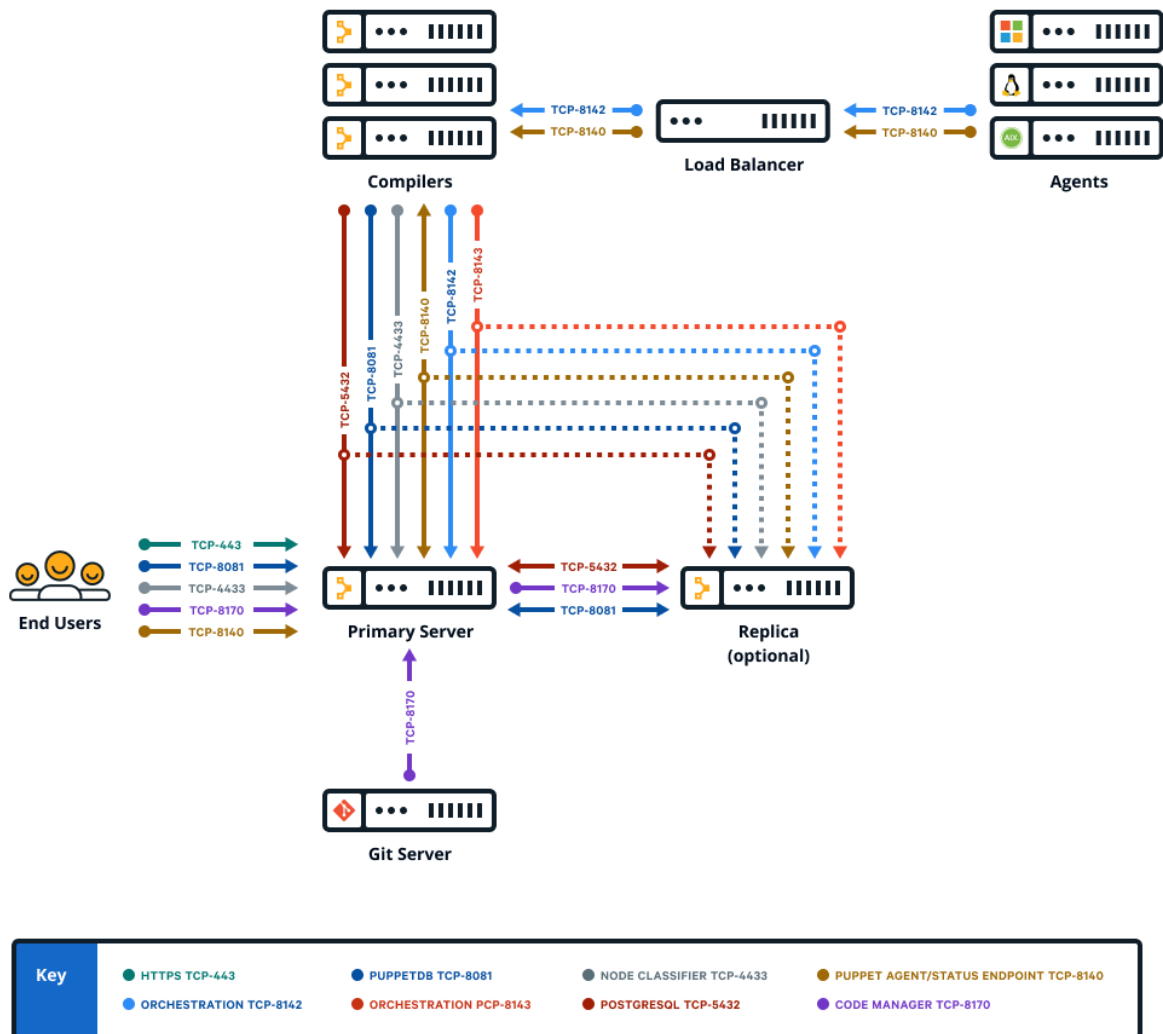 TCP-8142
TCP-8140
TCP-8142
TCP-8140
AIX
Compilers
Load Balancer
Agents
TCP-5432
TCP-8081
TCP-4433
TCP-8140
TCP-8142
TCP-8143
TCP-443
TCP-8081
TCP-4433
TCP-8170
TCP-8140
End Users
TCP-5432
TCP-8170
TCP-8081
Primary Server
Replica
(optional)
TCP-8170
Git Server
Key
HTTPS TCP-443
PUPPETDB TCP-8081
NODE CLASSIFIER TCP-4433
PUPPET AGENT/STATUS ENDPOINT TCP-8140
ORCHESTRATION TCP-8142
ORCHESTRATION PCP-8143
POSTGRESQL TCP-5432
CODE MANAGER TCP-8170